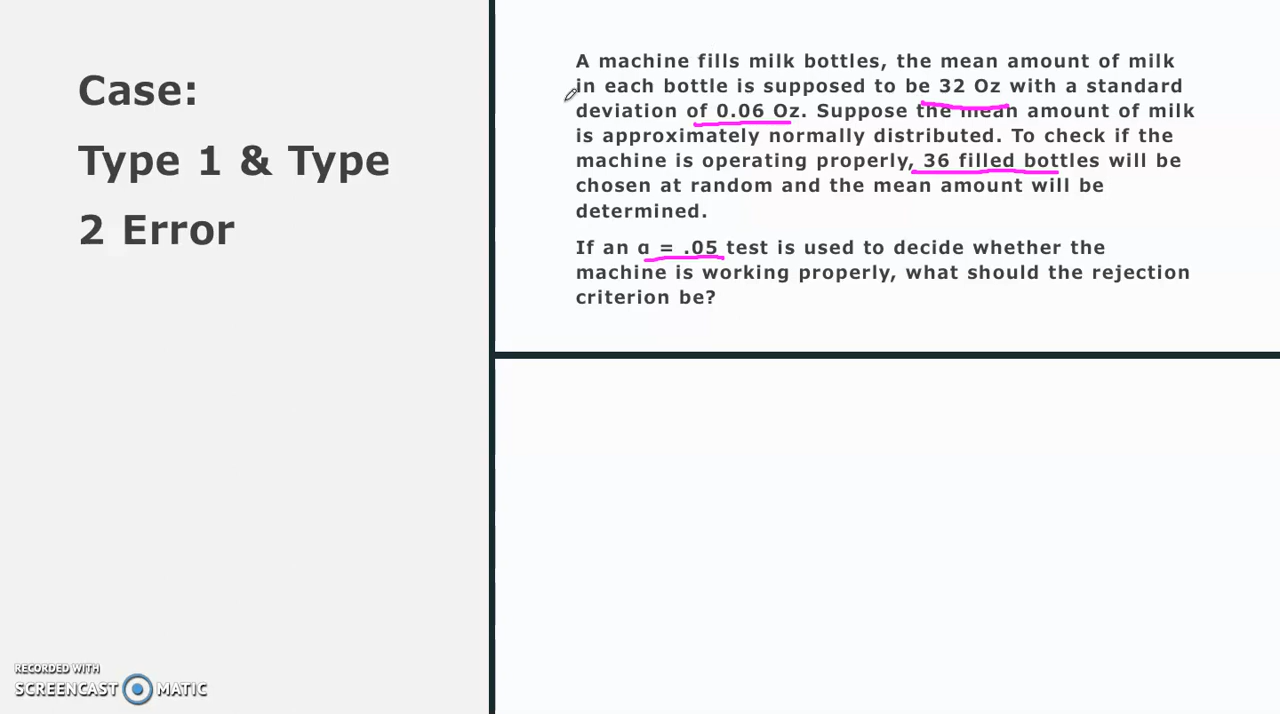 Case:
Type 1 & Type
2 Error
A machine fills milk bottles, the mean amount of milk
in each bottle is supposed to be 32 Oz with a standard
deviation of 0.06 Oz. Suppose the mean amount of milk
is approximately normally distributed. To check if the
machine is operating properly, 36 filled bottles will be
chosen at random and the mean amount will be
determined.
If an α = .05 test is used to decide whether the
machine is working properly, what should the rejection
criterion be?
RECORDED WITH
SCREENCAST MATIC